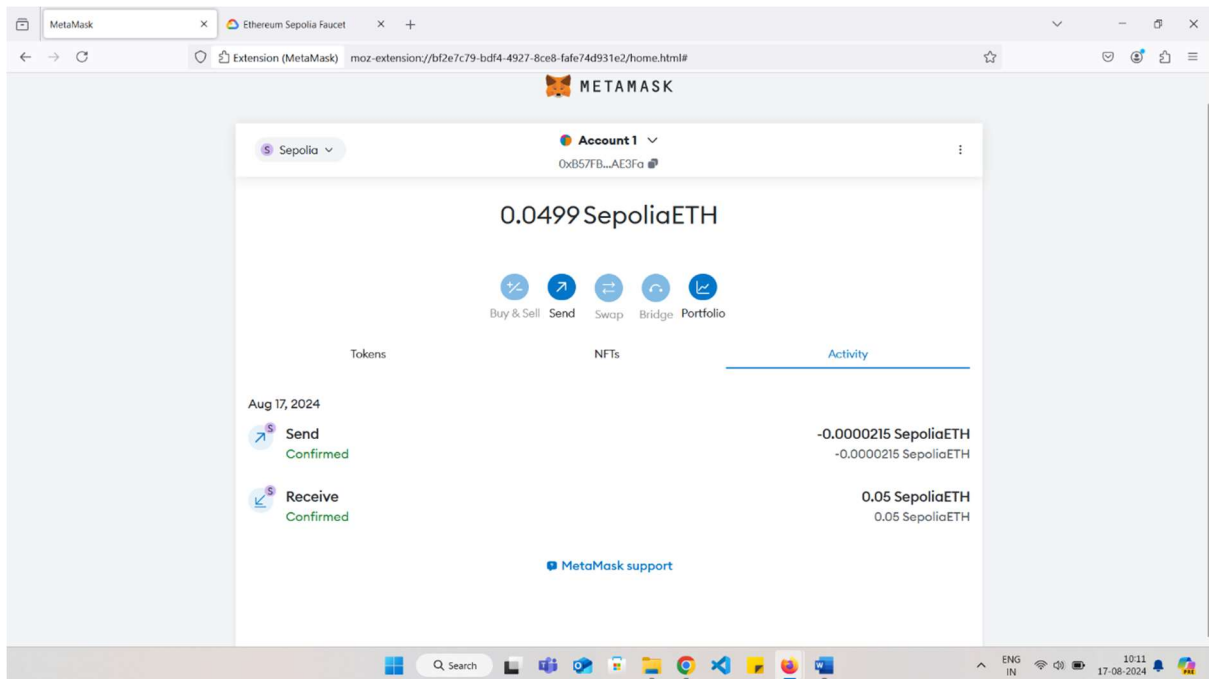 MetaMask
Ethereum Sepolia Faucet
Extension (MetaMask) moz-extension://bf2e7c79-bdf4-4927-8ce8-fafe74d931e2/home.html#
METAMASK
S Sepolia
Account 1
0xB57FB...AE3Fa
0.0499 SepoliaETH
Buy & Sell Send Swap Bridge Portfolio
Tokens NFTs Activity
Aug 17, 2024
S
Send -0.0000215 SepoliaETH
Confirmed -0.0000215 SepoliaETH
S
Receive 0.05 SepoliaETH
Confirmed 0.05 SepoliaETH
MetaMask support
Search
ENG
IN
10:11
17-08-2024
PRE